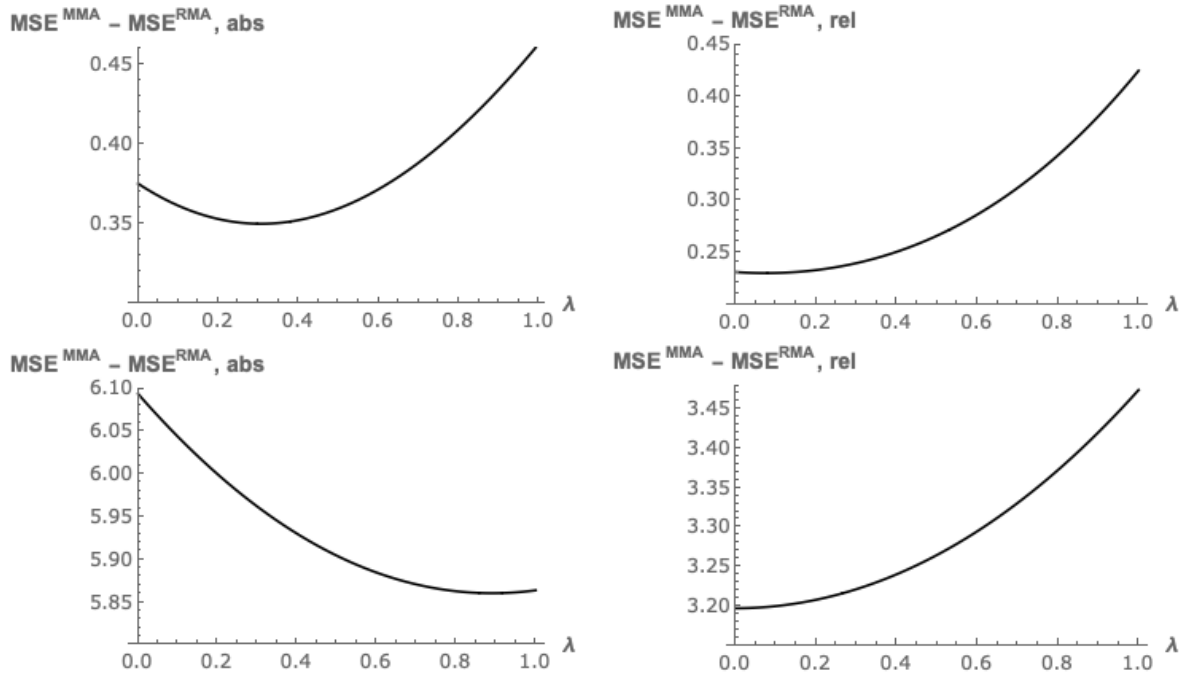 MSE^MMA – MSE^RMA, abs
0.45
0.40
0.35
0.0 0.2 0.4 0.6 0.8 1.0 λ
MSE^MMA – MSE^RMA, rel
0.45
0.40
0.35
0.30
0.25
0.0 0.2 0.4 0.6 0.8 1.0 λ
MSE^MMA – MSE^RMA, abs
6.10
6.05
6.00
5.95
5.90
5.85
0.0 0.2 0.4 0.6 0.8 1.0 λ
MSE^MMA – MSE^RMA, rel
3.45
3.40
3.35
3.30
3.25
3.20
0.0 0.2 0.4 0.6 0.8 1.0 λ